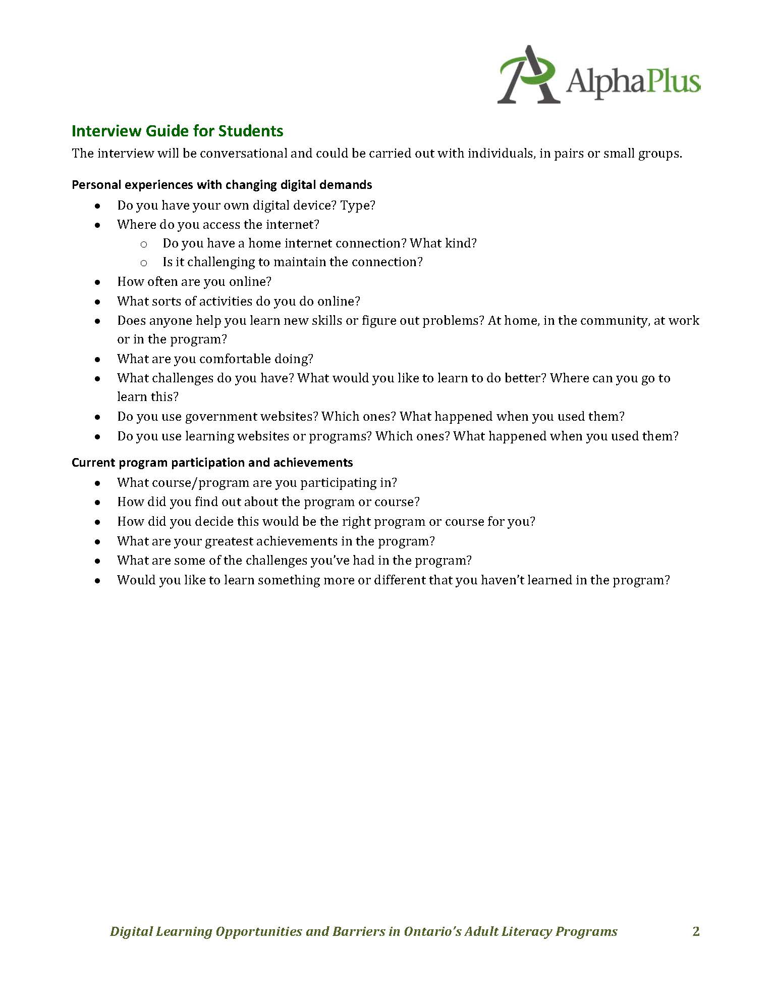 AlphaPlus
Interview Guide for Students
The interview will be conversational and could be carried out with individuals, in pairs or small groups.
Personal experiences with changing digital demands
• Do you have your own digital device? Type?
• Where do you access the internet?
o Do you have a home internet connection? What kind?
o Is it challenging to maintain the connection?
• How often are you online?
• What sorts of activities do you do online?
• Does anyone help you learn new skills or figure out problems? At home, in the community, at work
or in the program?
• What are you comfortable doing?
• What challenges do you have? What would you like to learn to do better? Where can you go to
learn this?
• Do you use government websites? Which ones? What happened when you used them?
• Do you use learning websites or programs? Which ones? What happened when you used them?
Current program participation and achievements
• What course/program are you participating in?
• How did you find out about the program or course?
• How did you decide this would be the right program or course for you?
• What are your greatest achievements in the program?
• What are some of the challenges you’ve had in the program?
• Would you like to learn something more or different that you haven’t learned in the program?
Digital Learning Opportunities and Barriers in Ontario’s Adult Literacy Programs 2